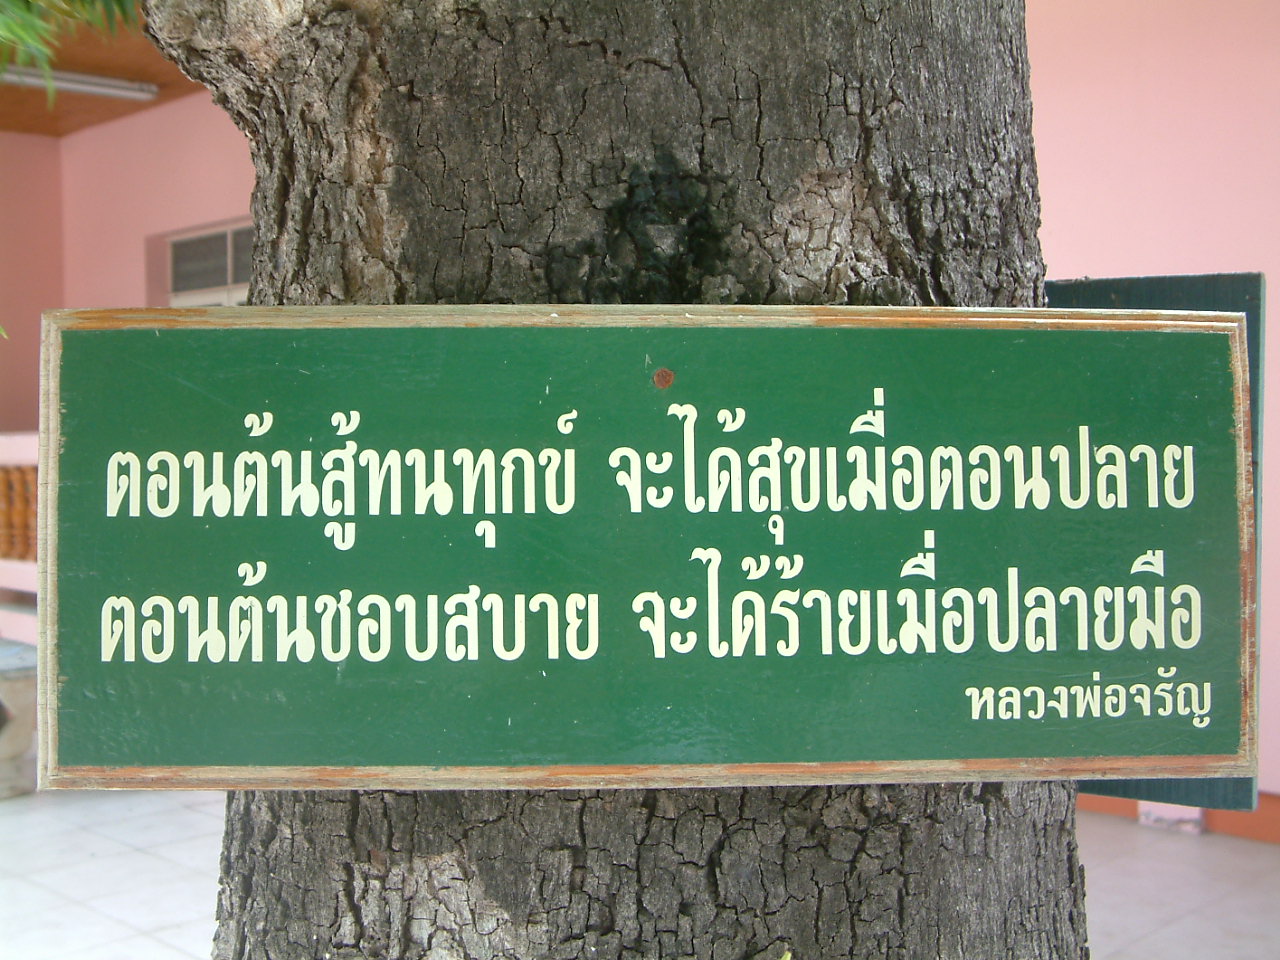 ตอนต้นสู้ทนทุกข์ จะได้สุขเมื่อตอนปลาย
ตอนต้นชอบสบาย จะได้ร้ายเมื่อปลายมือ
หลวงพ่อจรัญ